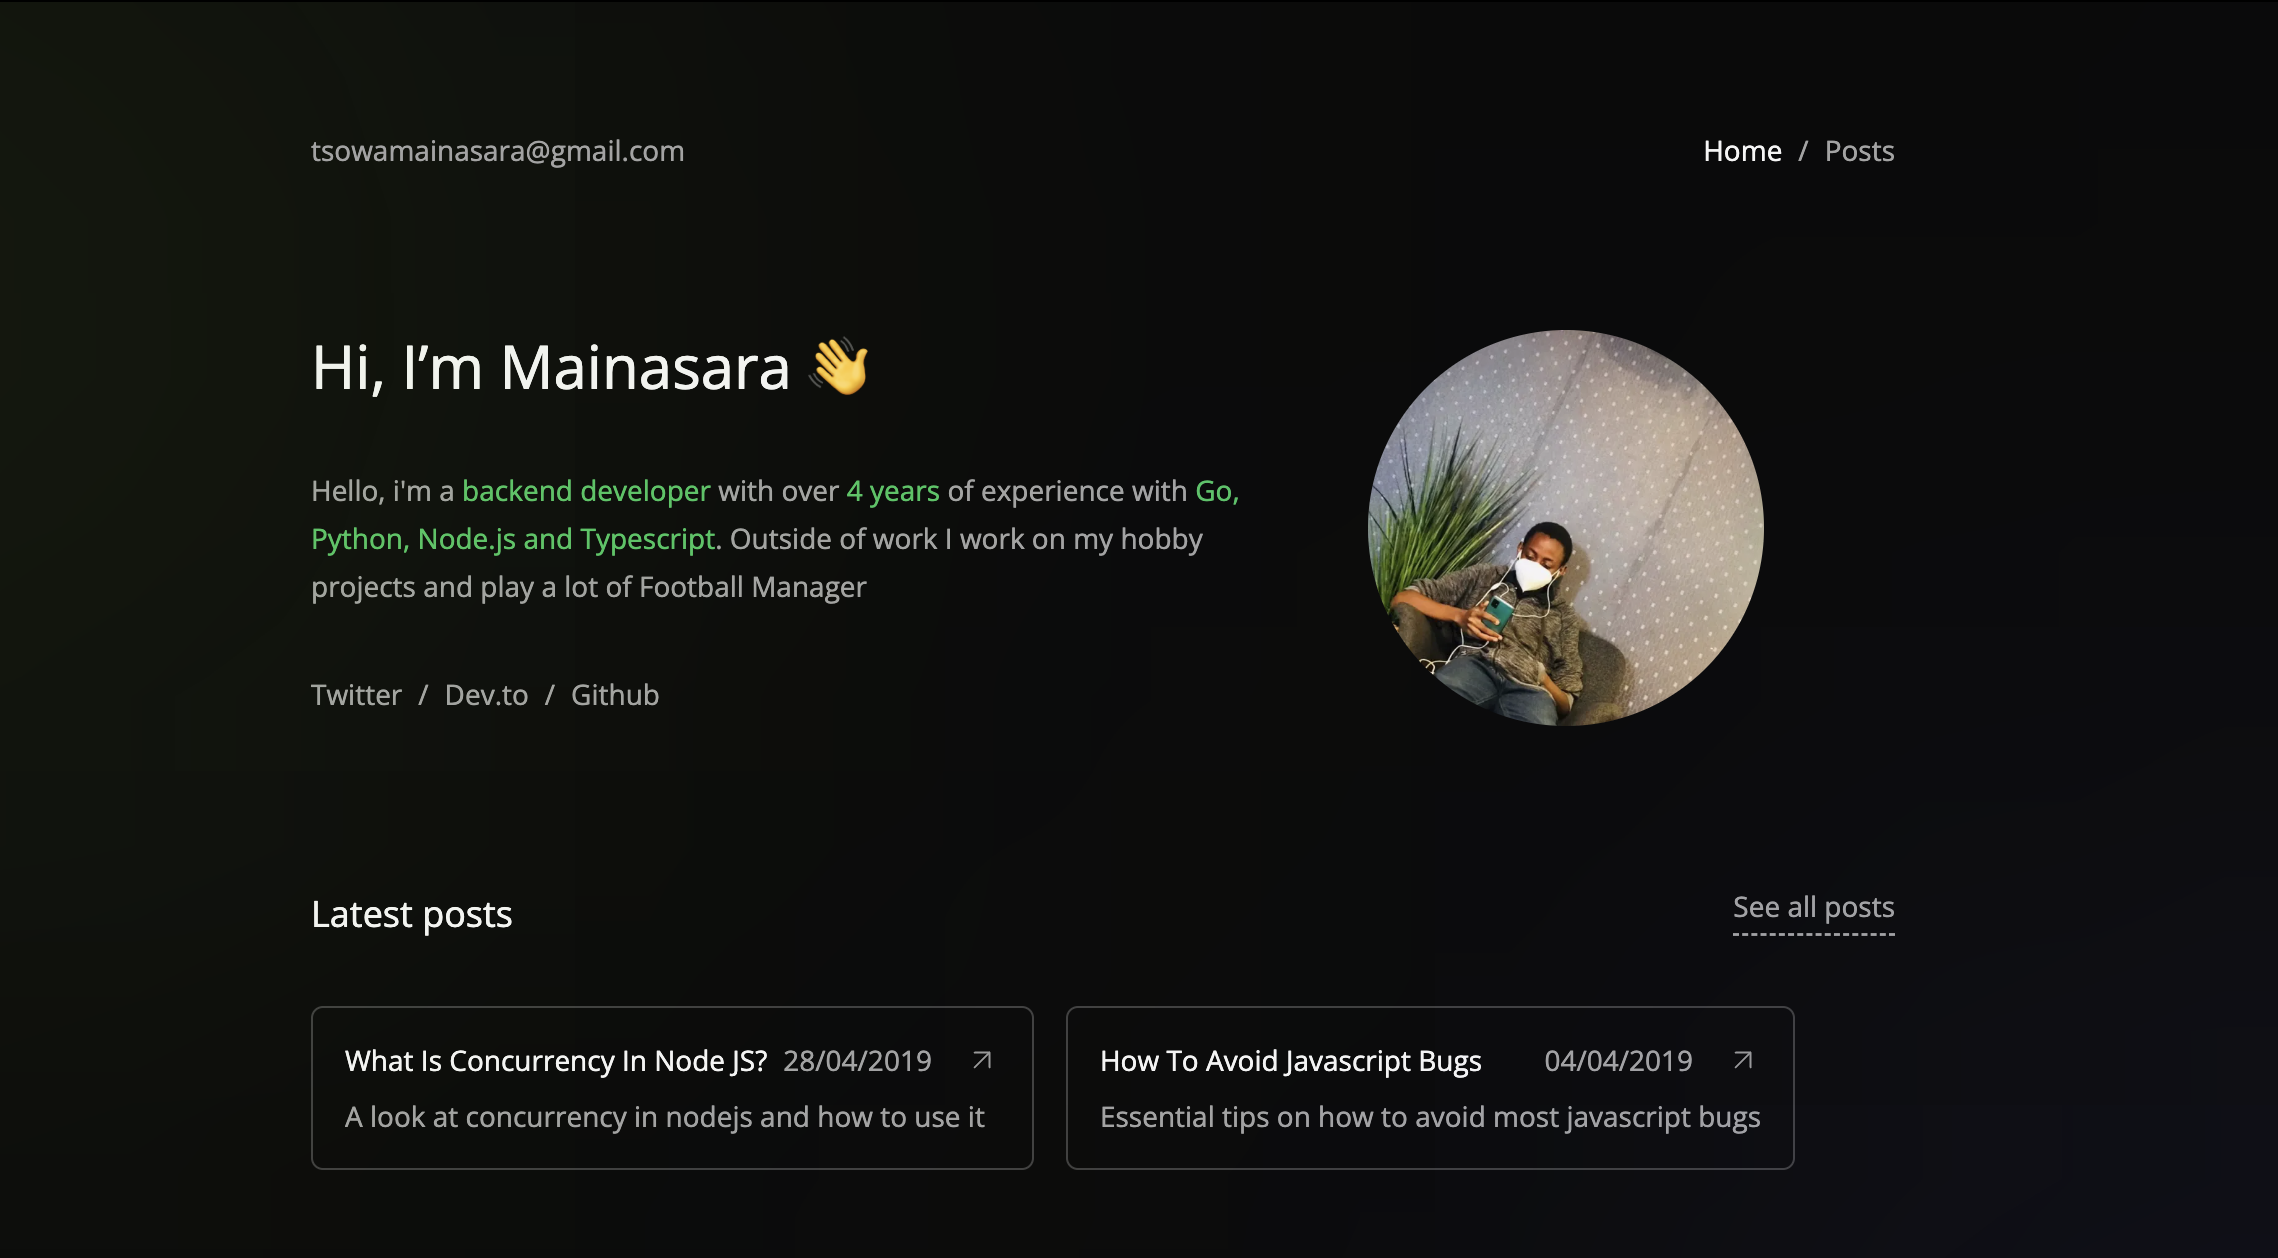 tsowamainasara@gmail.com
Home / Posts
Hi, I’m Mainasara 👋
Hello, i'm a backend developer with over 4 years of experience with Go,
Python, Node.js and Typescript. Outside of work I work on my hobby
projects and play a lot of Football Manager
Twitter / Dev.to / Github
Latest posts
See all posts
What Is Concurrency In Node JS? 28/04/2019
A look at concurrency in nodejs and how to use it
How To Avoid Javascript Bugs 04/04/2019
Essential tips on how to avoid most javascript bugs